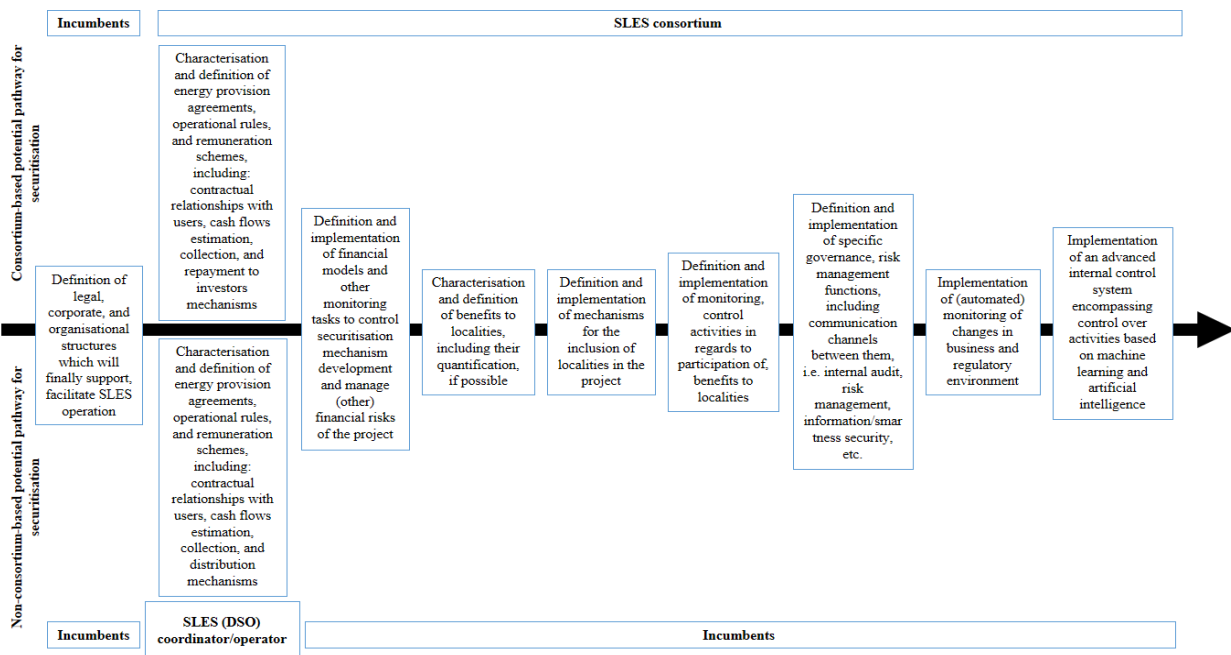 Incumbents
SLES consortium
Consortium-based potential pathway for
securitisation
Non-consortium-based potential pathway for
securitisation
Definition of
legal,
corporate, and
organisational
structures
which will
finally support,
facilitate SLES
operation
Characterisation
and definition of
energy provision
agreements,
operational rules,
and remuneration
schemes,
including:
contractual
relationships with
users, cash flows
estimation,
collection, and
repayment to
investors
mechanisms
Characterisation
and definition of
energy provision
agreements,
operational rules,
and remuneration
schemes,
including:
contractual
relationships with
users, cash flows
estimation,
collection, and
distribution
mechanisms
Definition and
implementation
of financial
models and
other
monitoring
tasks to control
securitisation
mechanism
development
and manage
(other)
financial risks
of the project
Characterisation
and definition
of benefits to
localities,
including their
quantification,
if possible
Definition and
implementation
of mechanisms
for the
inclusion of
localities in the
project
Definition and
implementation
of monitoring,
control
activities in
regards to
participation of,
benefits to
localities
Definition and
implementation
of specific
governance, risk
management
functions,
including
communication
channels
between them,
i.e. internal audit,
risk
management,
information/smar
tness security,
etc.
Implementation
of (automated)
monitoring of
changes in
business and
regulatory
environment
Implementation
of an advanced
internal control
system
encompassing
control over
activities based
on machine
learning and
artificial
intelligence
Incumbents
SLES (DSO)
coordinator/operator
Incumbents